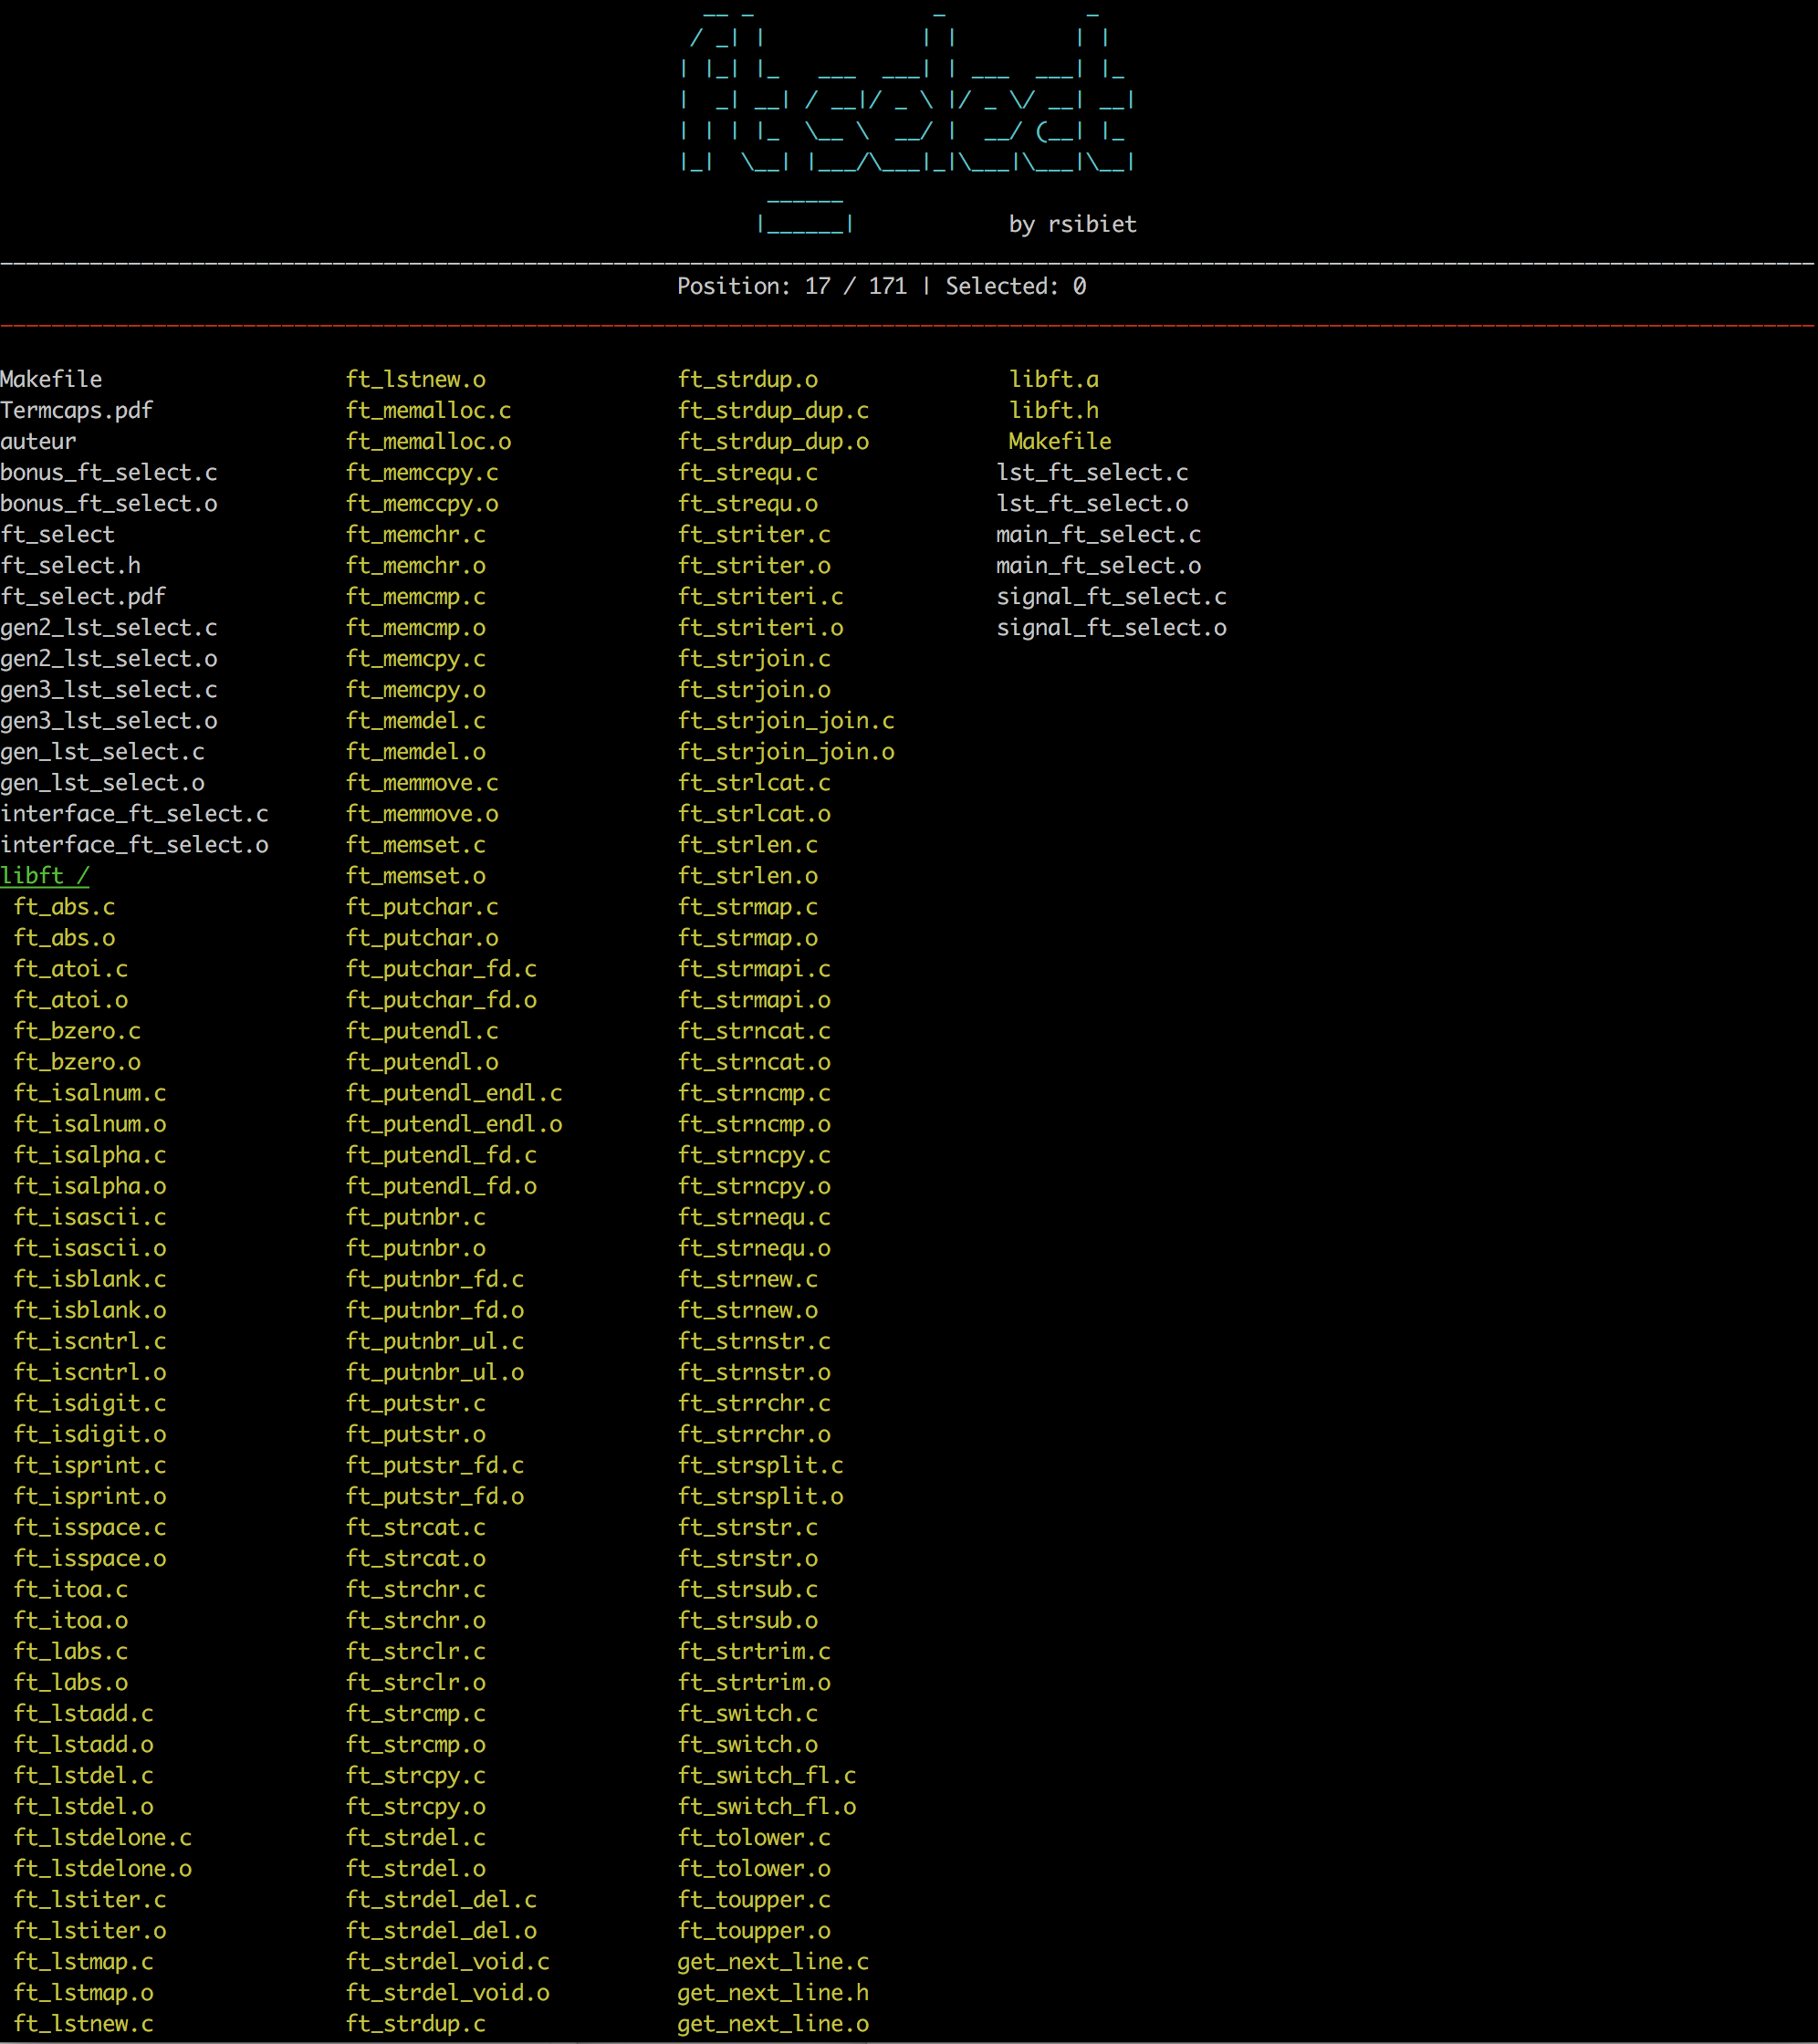 ft_select
by rsibiet
Position: 17 / 171 | Selected: 0
Makefile
Termcaps.pdf
auteur
bonus_ft_select.c
bonus_ft_select.o
ft_select
ft_select.h
ft_select.pdf
gen2_lst_select.c
gen2_lst_select.o
gen3_lst_select.c
gen3_lst_select.o
gen_lst_select.c
gen_lst_select.o
interface_ft_select.c
interface_ft_select.o
libft /
ft_abs.c
ft_abs.o
ft_atoi.c
ft_atoi.o
ft_bzero.c
ft_bzero.o
ft_isalnum.c
ft_isalnum.o
ft_isalpha.c
ft_isalpha.o
ft_isascii.c
ft_isascii.o
ft_isblank.c
ft_isblank.o
ft_iscntrl.c
ft_iscntrl.o
ft_isdigit.c
ft_isdigit.o
ft_isprint.c
ft_isprint.o
ft_isspace.c
ft_isspace.o
ft_itoa.c
ft_itoa.o
ft_labs.c
ft_labs.o
ft_lstadd.c
ft_lstadd.o
ft_lstdel.c
ft_lstdel.o
ft_lstdelone.c
ft_lstdelone.o
ft_lstiter.c
ft_lstiter.o
ft_lstmap.c
ft_lstmap.o
ft_lstnew.c
ft_lstnew.o
ft_memalloc.c
ft_memalloc.o
ft_memccpy.c
ft_memccpy.o
ft_memchr.c
ft_memchr.o
ft_memcmp.c
ft_memcmp.o
ft_memcpy.c
ft_memcpy.o
ft_memdel.c
ft_memdel.o
ft_memmove.c
ft_memmove.o
ft_memset.c
ft_memset.o
ft_putchar.c
ft_putchar.o
ft_putchar_fd.c
ft_putchar_fd.o
ft_putendl.c
ft_putendl.o
ft_putendl_endl.c
ft_putendl_endl.o
ft_putendl_fd.c
ft_putendl_fd.o
ft_putnbr.c
ft_putnbr.o
ft_putnbr_fd.c
ft_putnbr_fd.o
ft_putnbr_ul.c
ft_putnbr_ul.o
ft_putstr.c
ft_putstr.o
ft_putstr_fd.c
ft_putstr_fd.o
ft_strcat.c
ft_strcat.o
ft_strchr.c
ft_strchr.o
ft_strclr.c
ft_strclr.o
ft_strcmp.c
ft_strcmp.o
ft_strcpy.c
ft_strcpy.o
ft_strdel.c
ft_strdel.o
ft_strdel_del.c
ft_strdel_del.o
ft_strdel_void.c
ft_strdel_void.o
ft_strdup.c
ft_strdup.o
ft_strdup_dup.c
ft_strdup_dup.o
ft_strequ.c
ft_strequ.o
ft_striter.c
ft_striter.o
ft_striteri.c
ft_striteri.o
ft_strjoin.c
ft_strjoin.o
ft_strjoin_join.c
ft_strjoin_join.o
ft_strlcat.c
ft_strlcat.o
ft_strlen.c
ft_strlen.o
ft_strmap.c
ft_strmap.o
ft_strmapi.c
ft_strmapi.o
ft_strncat.c
ft_strncat.o
ft_strncmp.c
ft_strncmp.o
ft_strncpy.c
ft_strncpy.o
ft_strnequ.c
ft_strnequ.o
ft_strnew.c
ft_strnew.o
ft_strnstr.c
ft_strnstr.o
ft_strrchr.c
ft_strrchr.o
ft_strsplit.c
ft_strsplit.o
ft_strstr.c
ft_strstr.o
ft_strsub.c
ft_strsub.o
ft_strtrim.c
ft_strtrim.o
ft_switch.c
ft_switch.o
ft_switch_fl.c
ft_switch_fl.o
ft_tolower.c
ft_tolower.o
ft_toupper.c
ft_toupper.o
get_next_line.c
get_next_line.h
get_next_line.o
libft.a
libft.h
Makefile
lst_ft_select.c
lst_ft_select.o
main_ft_select.c
main_ft_select.o
signal_ft_select.c
signal_ft_select.o